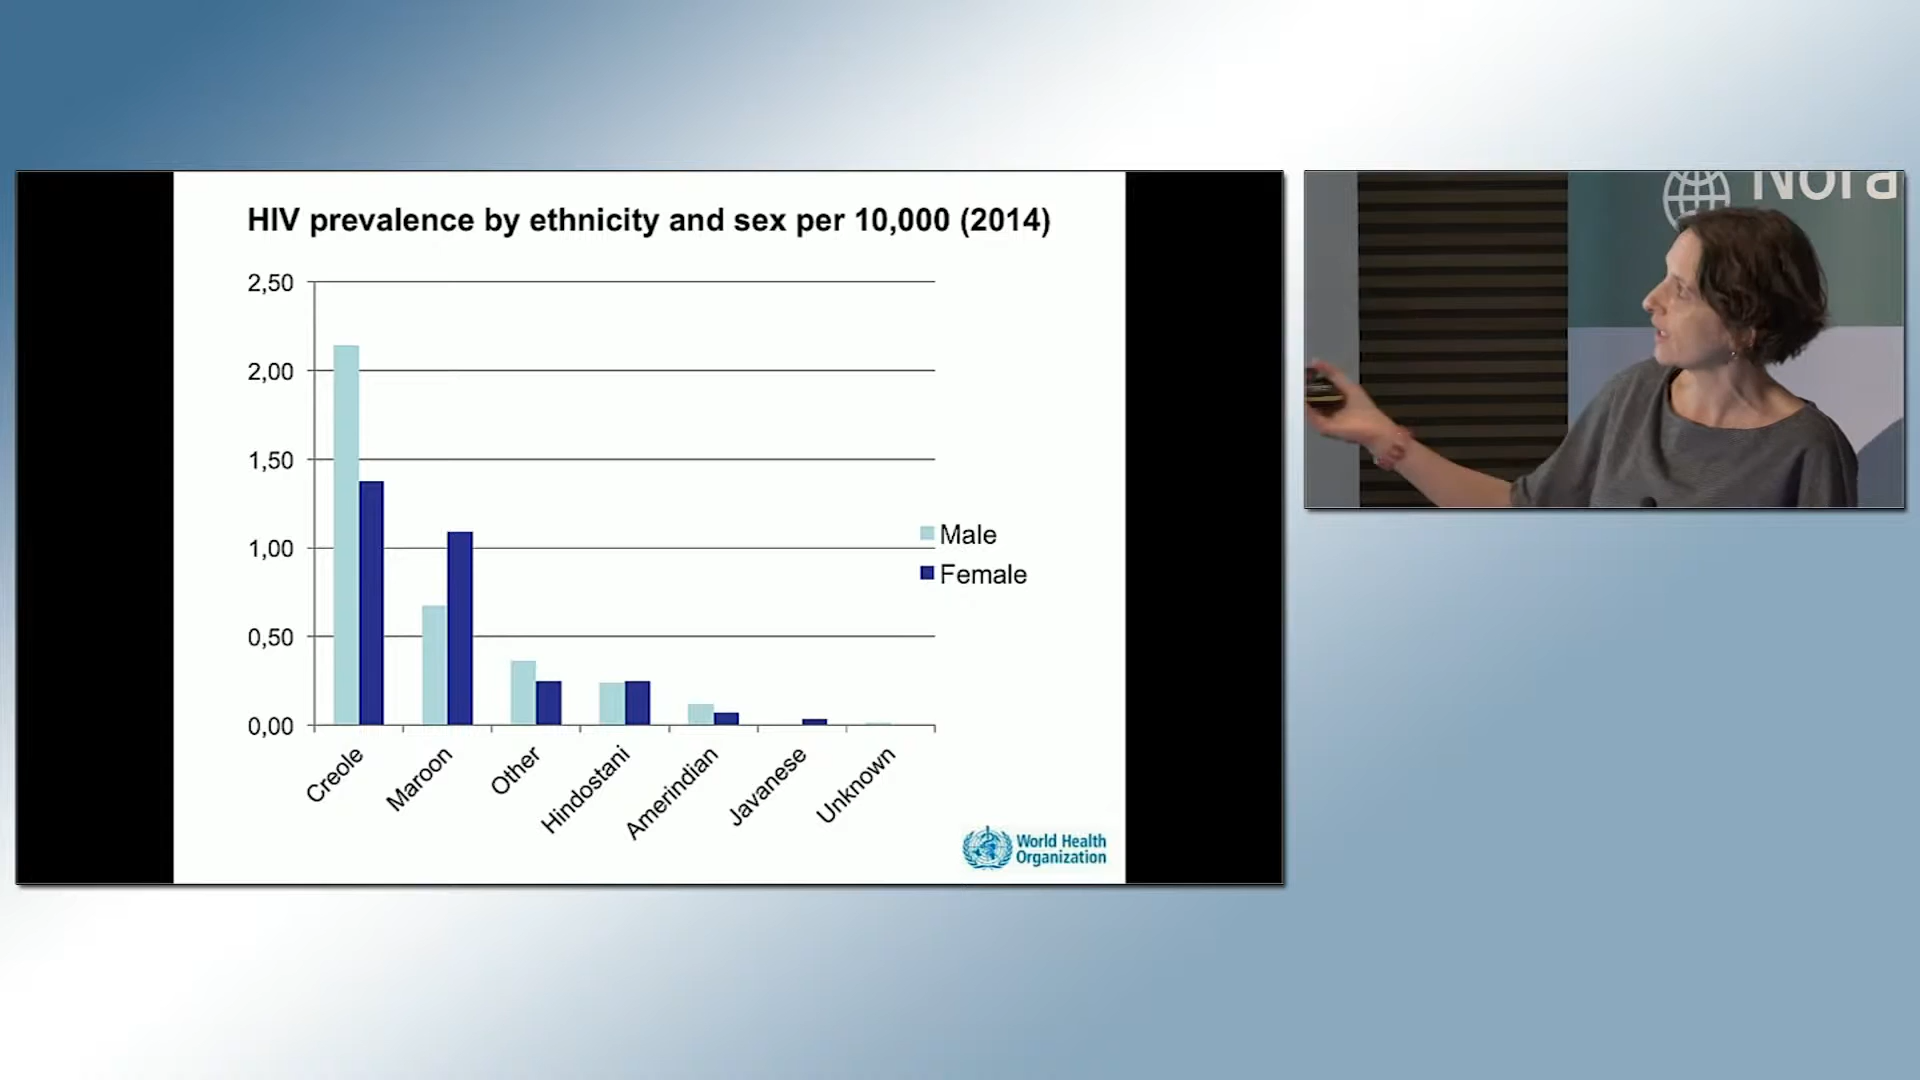 HIV prevalence by ethnicity and sex per 10,000 (2014)
2,50
2,00
1,50
1,00
0,50
0,00
Male
Female
Creole
Maroon
Other
Hindostani
Amerindian
Javanese
Unknown
World Health
Organization
Nora